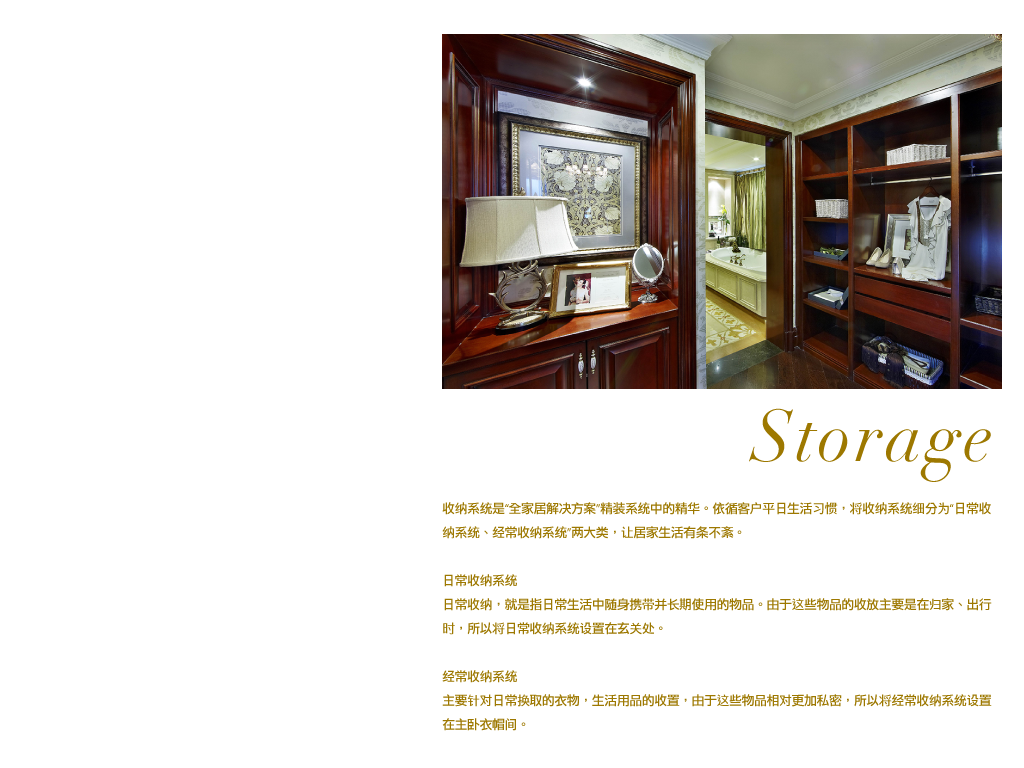 Storage
收纳系统是“全家居解决方案”精装系统中的精华。依循客户平日生活习惯，将收纳系统细分为“日常收
纳系统、经常收纳系统”两大类，让居家生活有条不紊。
日常收纳系统
日常收纳，就是指日常生活中随身携带并长期使用的物品。由于这些物品的收放主要是在归家、出行
时，所以将日常收纳系统设置在玄关处。
经常收纳系统
主要针对日常换取的衣物，生活用品的收置，由于这些物品相对更加私密，所以将经常收纳系统设置
在主卧衣帽间。